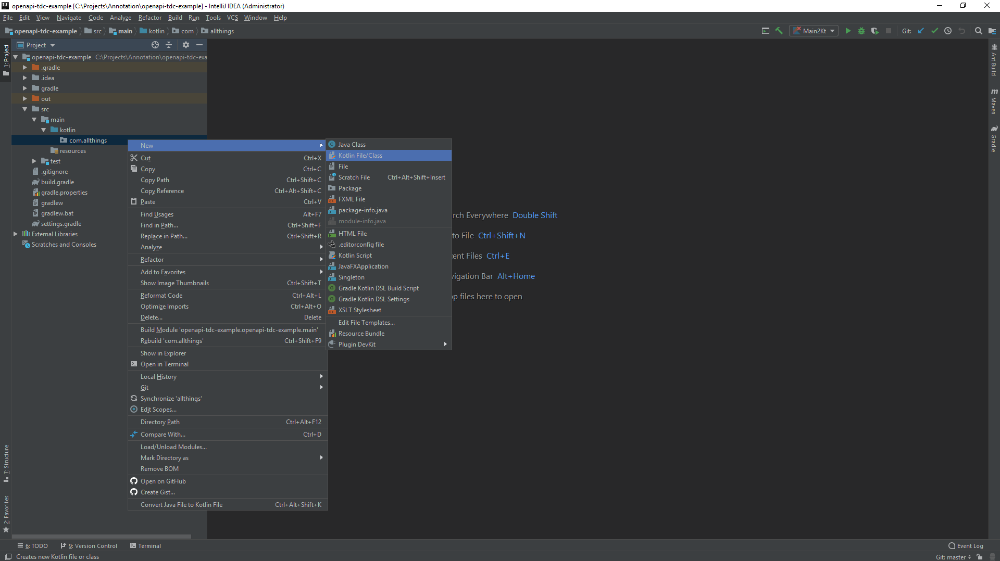 openapi-tdc-example [C:\Projects\Annotation\openapi-tdc-example] - IntelliJ IDEA (Administrator)
File Edit View Navigate Code Analyze Refactor Build Run Tools VCS Window Help
openapi-tdc-example src main kotlin com allthings Main2Kt Git:
Project
openapi-tdc-example C:\Projects\Annotation\openapi-tdc-exa
.gradle
.idea
gradle
out
src
main
kotlin
com.allthings
resources
test
.gitignore
build.gradle
gradle.properties
gradlew
gradlew.bat
settings.gradle
External Libraries
Scratches and Consoles
1: Project
7: Structure
2: Favorites
New
Cut Ctrl+X
Copy Ctrl+C
Copy Path Ctrl+Shift+C
Copy Reference Ctrl+Alt+Shift+C
Paste Ctrl+V
Find Usages Alt+F7
Find in Path... Ctrl+Shift+F
Replace in Path... Ctrl+Shift+R
Analyze
Refactor
Add to Favorites
Show Image Thumbnails Ctrl+Shift+T
Reformat Code Ctrl+Alt+L
Optimize Imports Ctrl+Alt+O
Delete... Delete
Build Module 'openapi-tdc-example.openapi-tdc-example.main'
Rebuild 'com.allthings' Ctrl+Shift+F9
Show in Explorer
Open in Terminal
Local History
Git
Synchronize 'allthings'
Edit Scopes...
Directory Path Ctrl+Alt+F12
Compare With... Ctrl+D
Load/Unload Modules...
Mark Directory as
Remove BOM
Open on GitHub
Create Gist...
Convert Java File to Kotlin File Ctrl+Alt+Shift+K
Java Class
Kotlin File/Class
File
Scratch File Ctrl+Alt+Shift+Insert
Package
FXML File
package-info.java
module-info.java
HTML File
.editorconfig file
Kotlin Script
JavaFXApplication
Singleton
Gradle Kotlin DSL Build Script
Gradle Kotlin DSL Settings
XSLT Stylesheet
Edit File Templates...
Resource Bundle
Plugin DevKit
rch Everywhere Double Shift
to File Ctrl+Shift+N
ent Files Ctrl+E
vigation Bar Alt+Home
op files here to open
Ant Build
Maven
Gradle
6: TODO 9: Version Control Terminal Event Log
Creates new Kotlin file or class Git: master